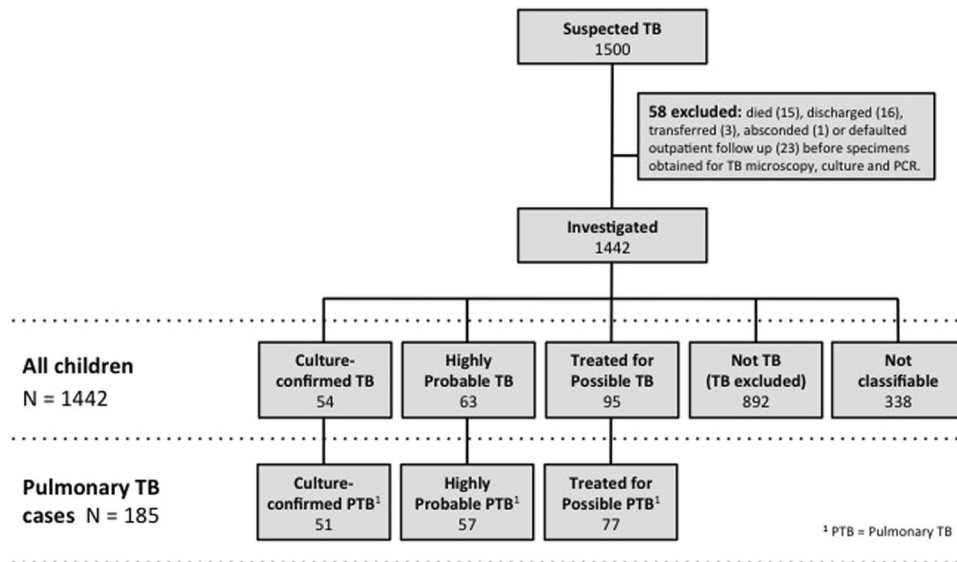 Suspected TB
1500
58 excluded: died (15), discharged (16),
transferred (3), absconded (1) or defaulted
outpatient follow up (23) before specimens
obtained for TB microscopy, culture and PCR.
Investigated
1442
All children
N = 1442
Culture-
confirmed TB
54
Highly
Probable TB
63
Treated for
Possible TB
95
Not TB
(TB excluded)
892
Not
classifiable
338
Pulmonary TB
cases N = 185
Culture-
confirmed PTB¹
51
Highly
Probable PTB¹
57
Treated for
Possible PTB¹
77
¹ PTB = Pulmonary TB